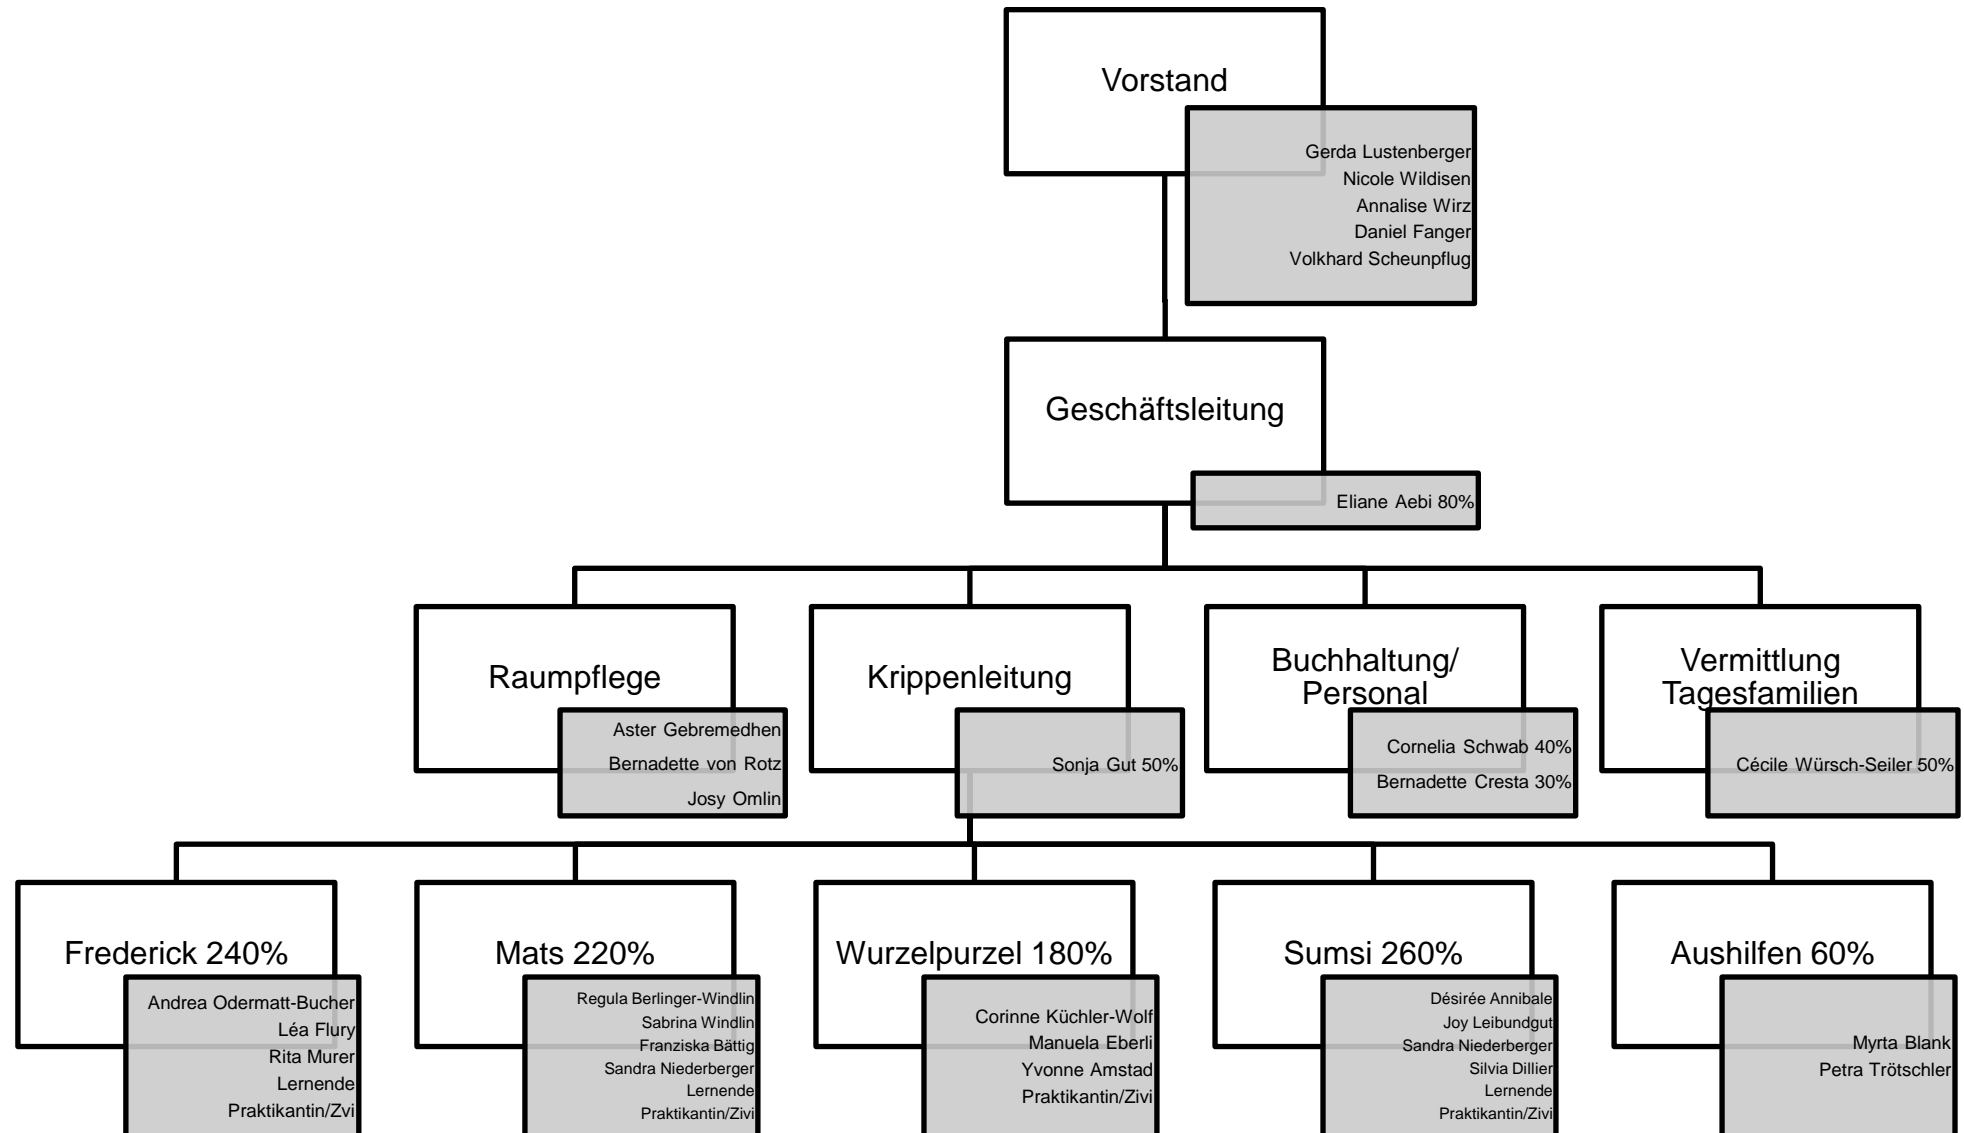 Vorstand
Gerda Lustenberger
Nicole Wildisen
Annalise Wirz
Daniel Fanger
Volkhard Scheunpflug
Geschäftsleitung
Eliane Aebi 80%
Raumpflege
Aster Gebremedhen
Bernadette von Rotz
Josy Omlin
Krippenleitung
Sonja Gut 50%
Buchhaltung/
Personal
Cornelia Schwab 40%
Bernadette Cresta 30%
Vermittlung
Tagesfamilien
Cécile Würsch-Seiler 50%
Frederick 240%
Andrea Odermatt-Bucher
Léa Flury
Rita Murer
Lernende
Praktikantin/Zvi
Mats 220%
Regula Berlinger-Windlin
Sabrina Windlin
Franziska Bättig
Sandra Niederberger
Lernende
Praktikantin/Zivi
Wurzelpurzel 180%
Corinne Küchler-Wolf
Manuela Eberli
Yvonne Amstad
Praktikantin/Zivi
Sumsi 260%
Désirée Annibale
Joy Leibundgut
Sandra Niederberger
Silvia Dillier
Lernende
Praktikantin/Zivi
Aushilfen 60%
Myrta Blank
Petra Trötschler